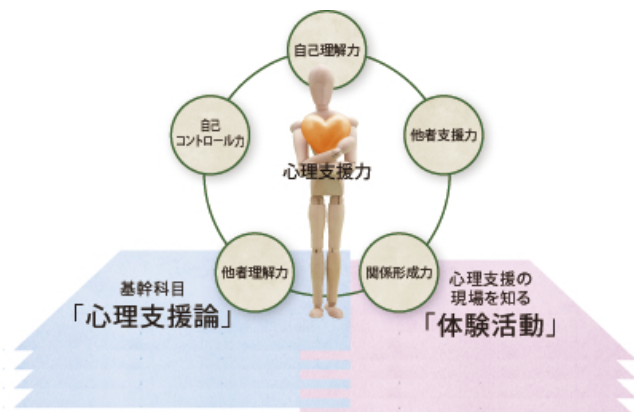 自己理解力
自己
コントロール力
他者支援力
心理支援力
他者理解力
関係形成力
基幹科目
「心理支援論」
心理支援の
現場を知る
「体験活動」